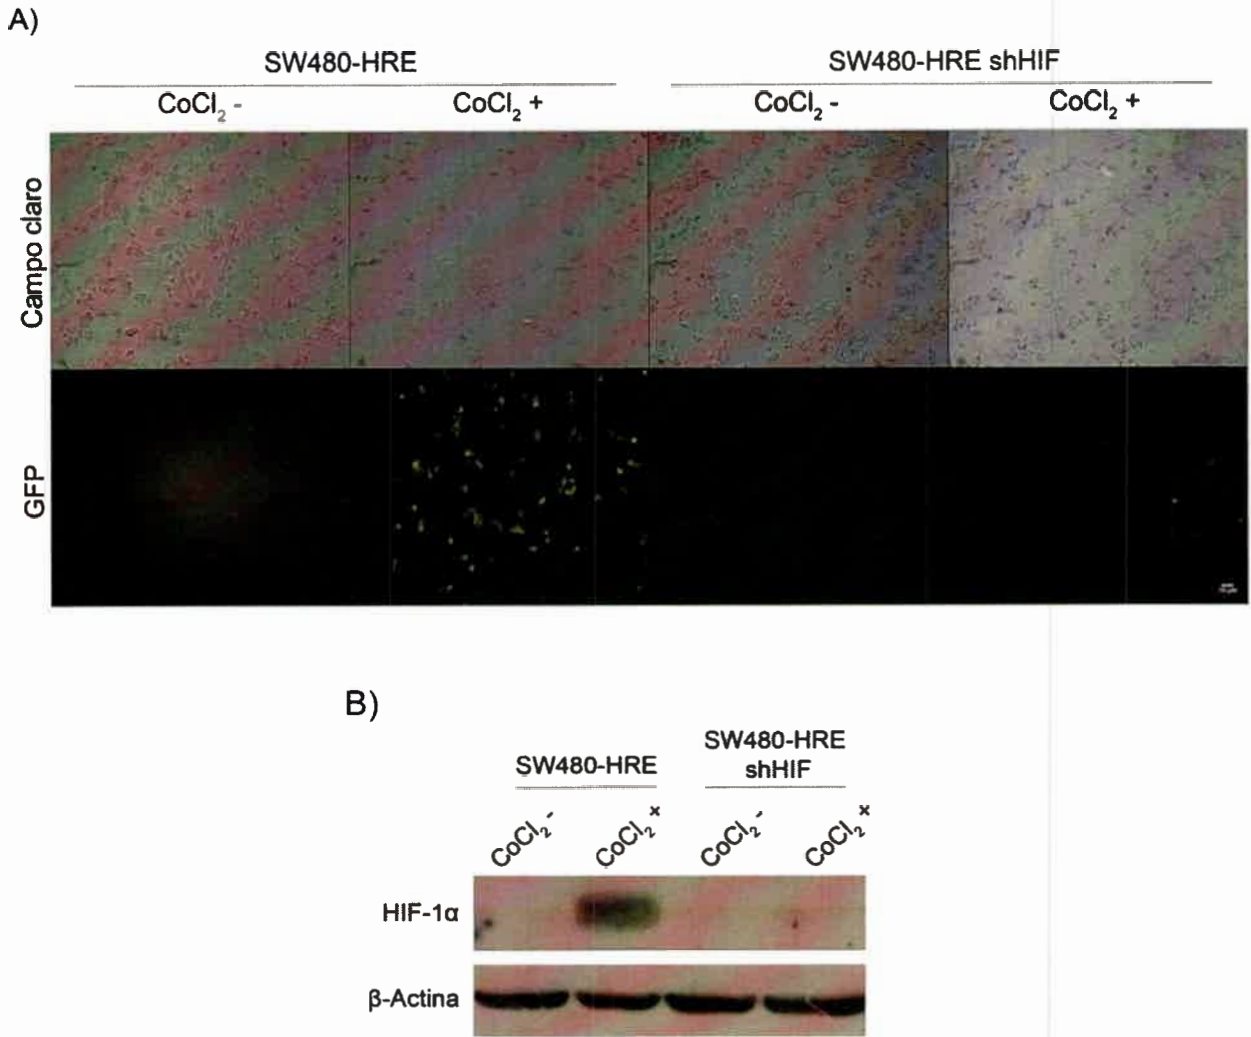 A)
SW480-HRE
SW480-HRE shHIF
CoCl₂ -
CoCl₂ +
CoCl₂ -
CoCl₂ +
Campo claro
GFP
B)
SW480-HRE
SW480-HRE
shHIF
CoCl₂ -
CoCl₂ +
CoCl₂ -
CoCl₂ +
HIF-1α
β-Actina